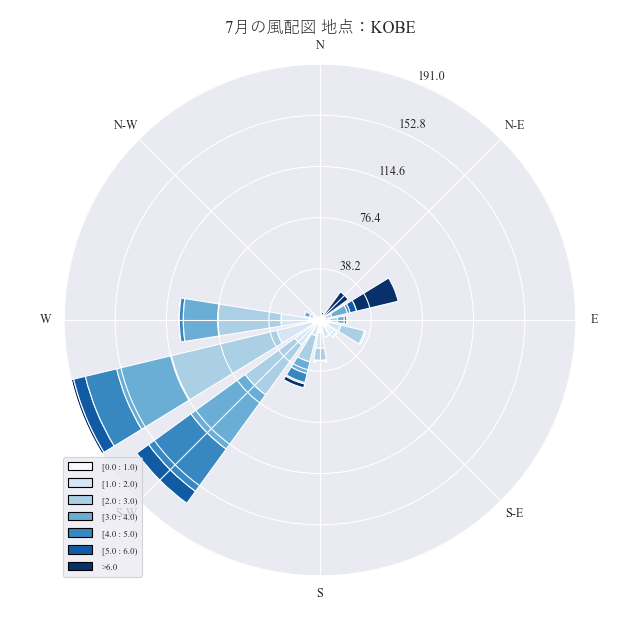 7月の風配図 地点：KOBE
N
191.0
N-W
N-E
152.8
114.6
76.4
38.2
W
E
[0.0 : 1.0)
[1.0 : 2.0)
[2.0 : 3.0)
[3.0 : 4.0)
[4.0 : 5.0)
[5.0 : 6.0)
>6.0
S-W
S-E
S